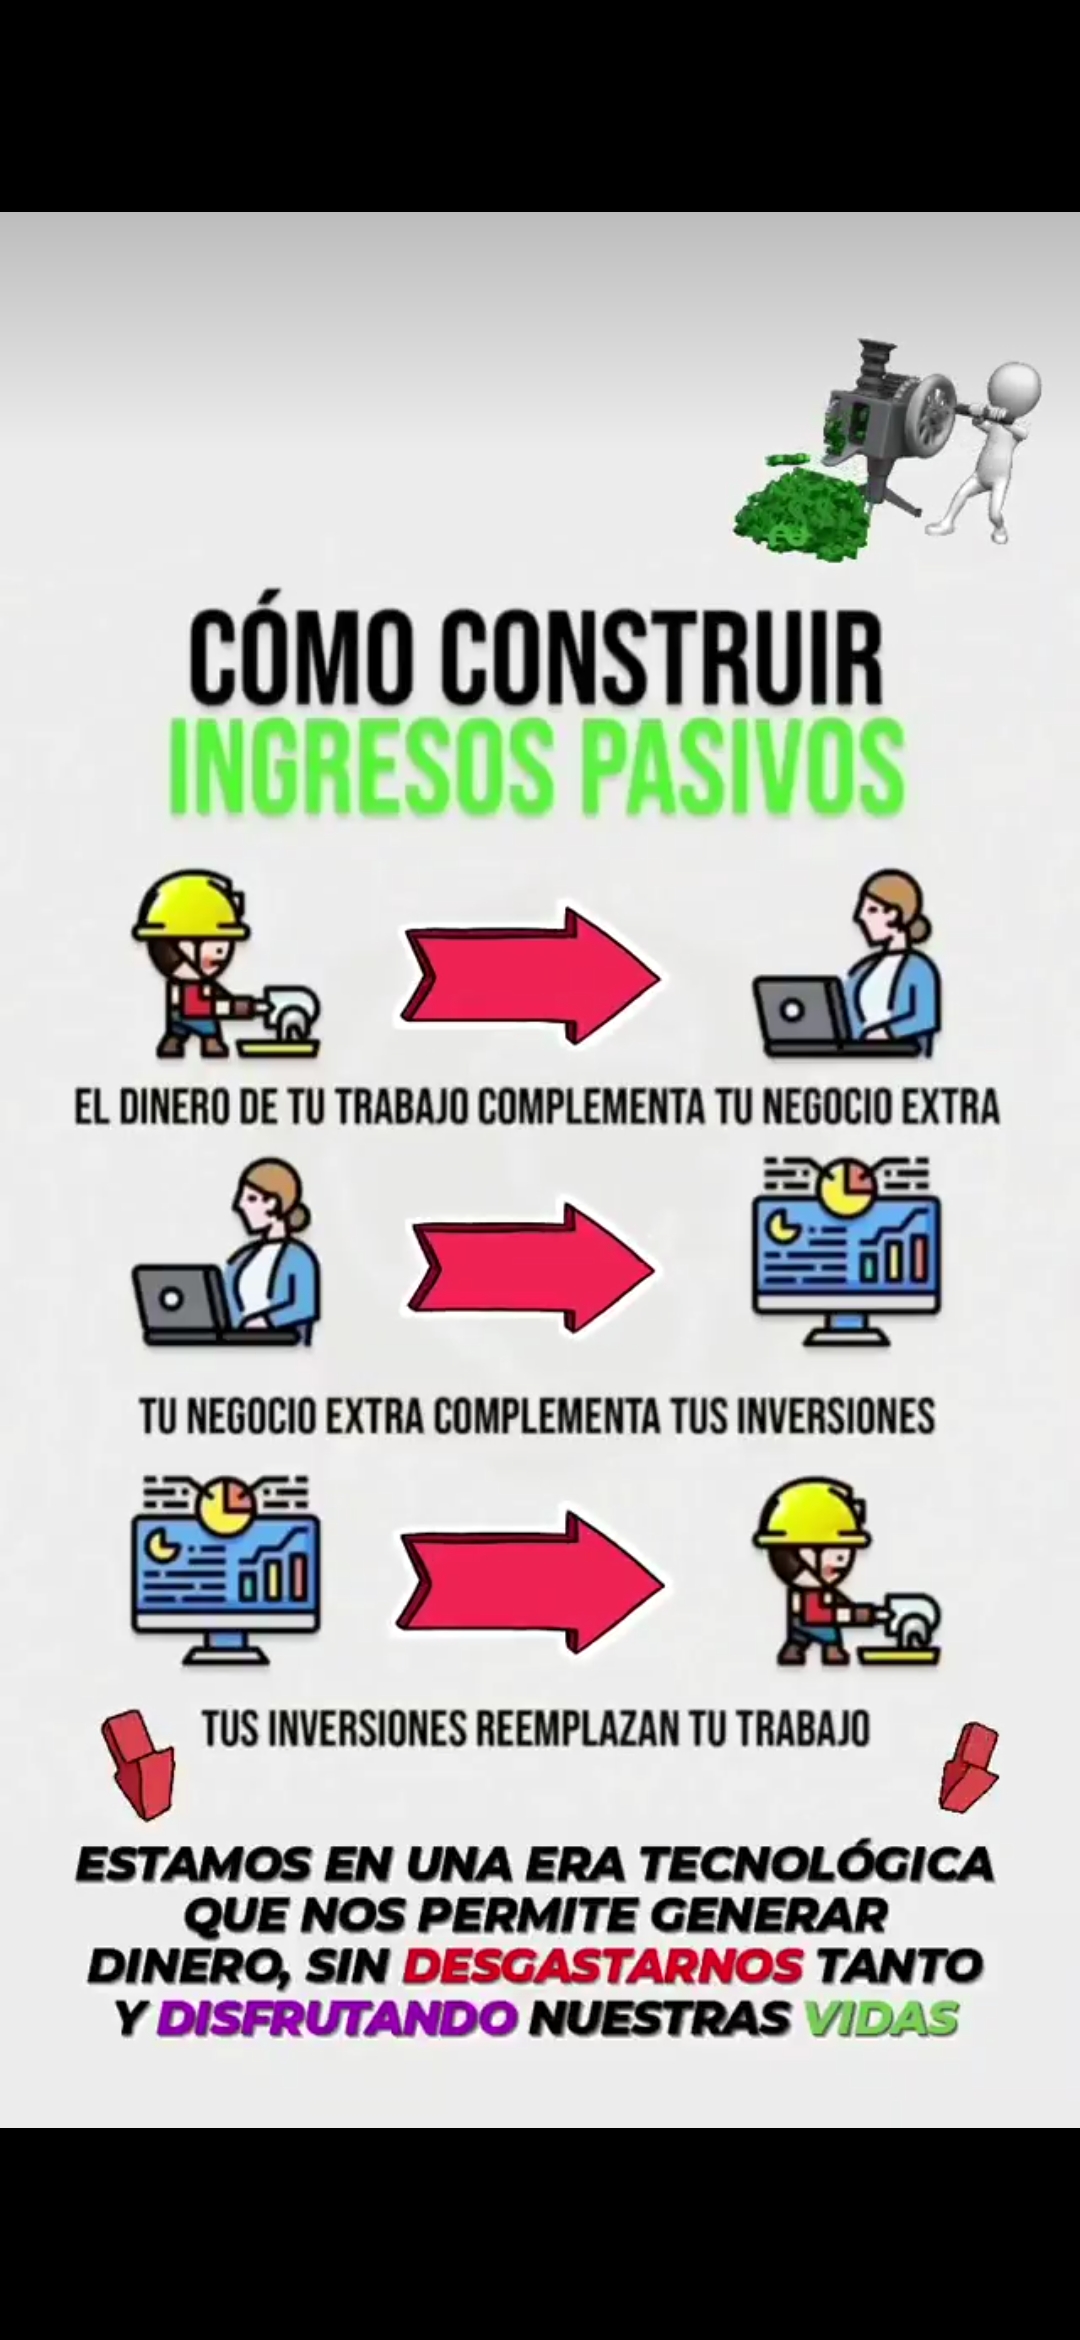 CÓMO CONSTRUIR
INGRESOS PASIVOS
EL DINERO DE TU TRABAJO COMPLEMENTA TU NEGOCIO EXTRA
TU NEGOCIO EXTRA COMPLEMENTA TUS INVERSIONES
TUS INVERSIONES REEMPLAZAN TU TRABAJO
ESTAMOS EN UNA ERA TECNOLÓGICA
QUE NOS PERMITE GENERAR
DINERO, SIN DESGASTARNOS TANTO
Y DISFRUTANDO NUESTRAS VIDAS